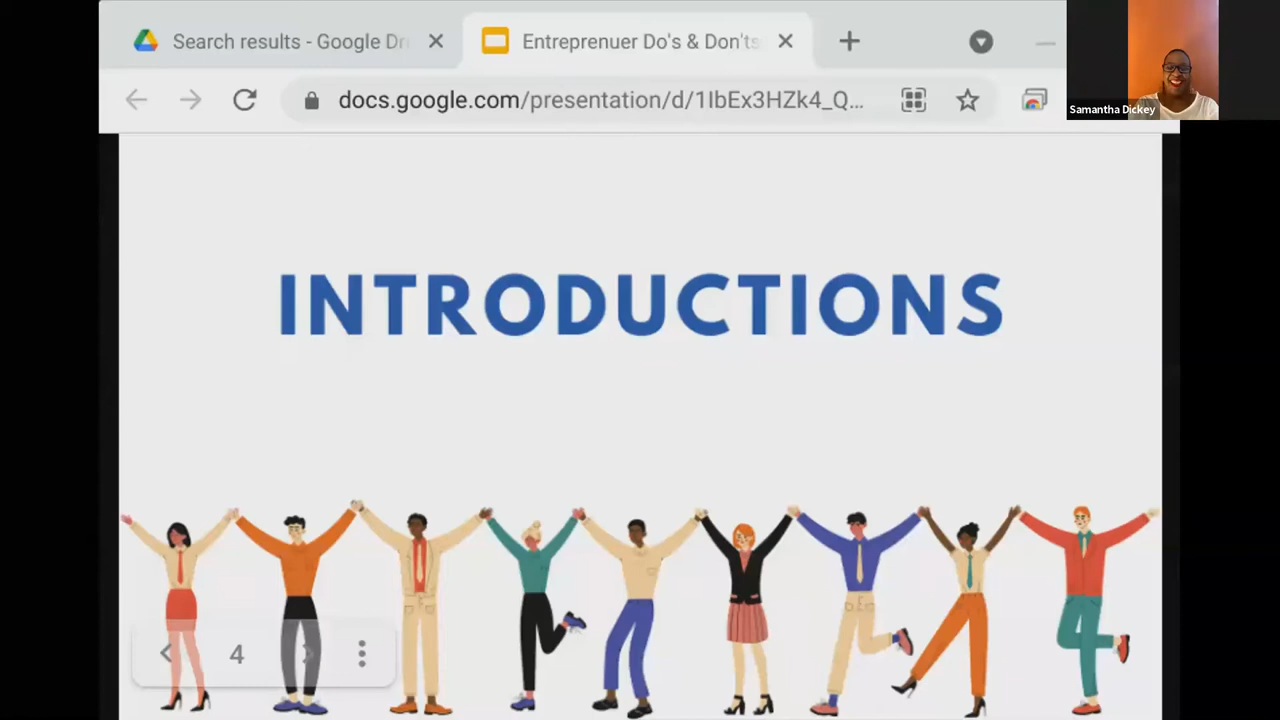 Search results - Google Dr
Entreprenuer Do's & Don'ts
docs.google.com/presentation/d/1IbEx3HZk4_Q...
Samantha Dickey
INTRODUCTIONS
4